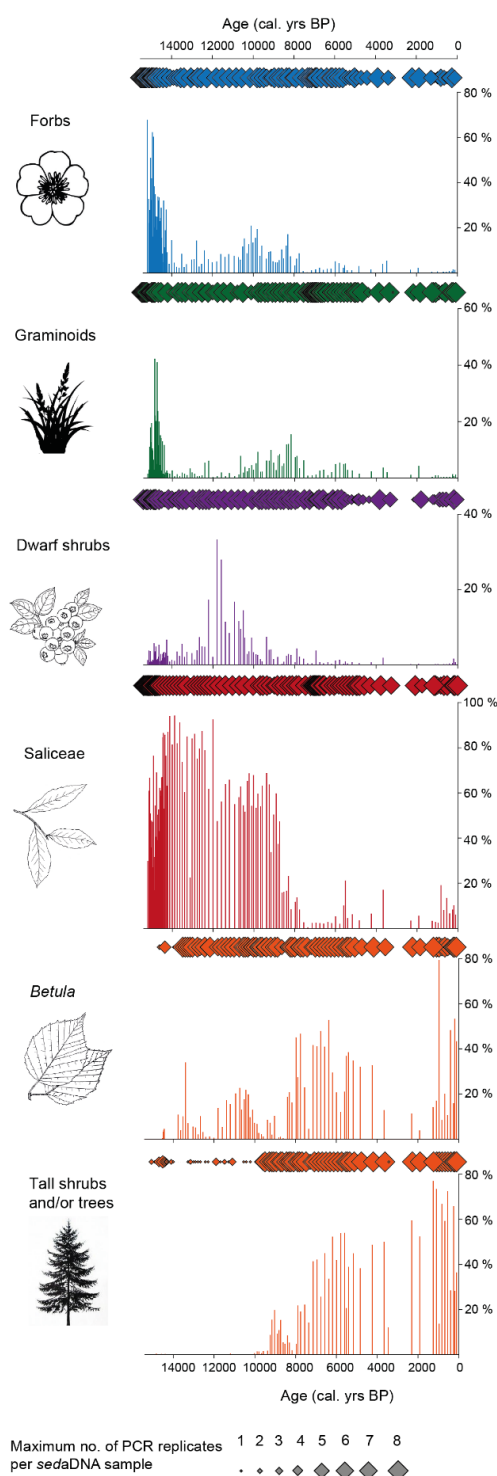 Age (cal. yrs BP)
14000 12000 10000 8000 6000 4000 2000 0
80 %
Forbs
60 %
40 %
20 %
60 %
Graminoids
40 %
20 %
40 %
Dwarf shrubs
20 %
100 %
Saliceae
80 %
60 %
40 %
20 %
80 %
Betula
60 %
40 %
20 %
80 %
Tall shrubs
and/or trees
60 %
40 %
20 %
14000 12000 10000 8000 6000 4000 2000 0
Age (cal. yrs BP)
1 2 3 4 5 6 7 8
Maximum no. of PCR replicates
per sedaDNA sample